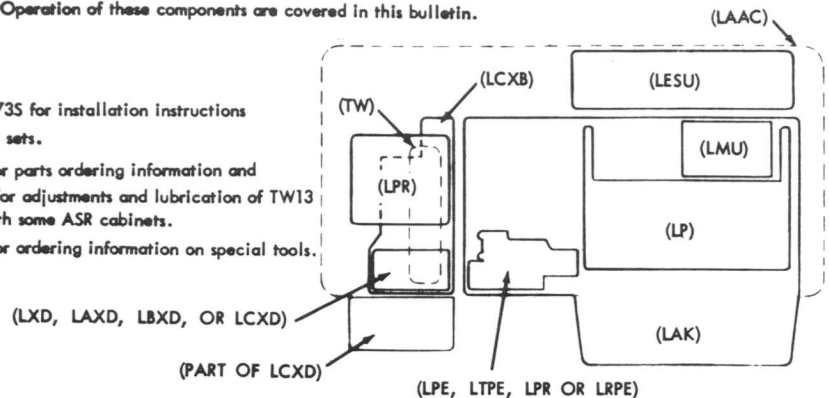 Operation of these components are covered in this bulletin.
73S for installation instructions
sets.
or parts ordering information and
for adjustments and lubrication of TW13
th some ASR cabinets.
or ordering information on special tools.
(LAAC)
(LCXB)
(LESU)
(TW)
(LMU)
(LPR)
(LP)
(LXD, LAXD, LBXD, OR LCXD)
(LAK)
(PART OF LCXD)
(LPE, LTPE, LPR OR LRPE)